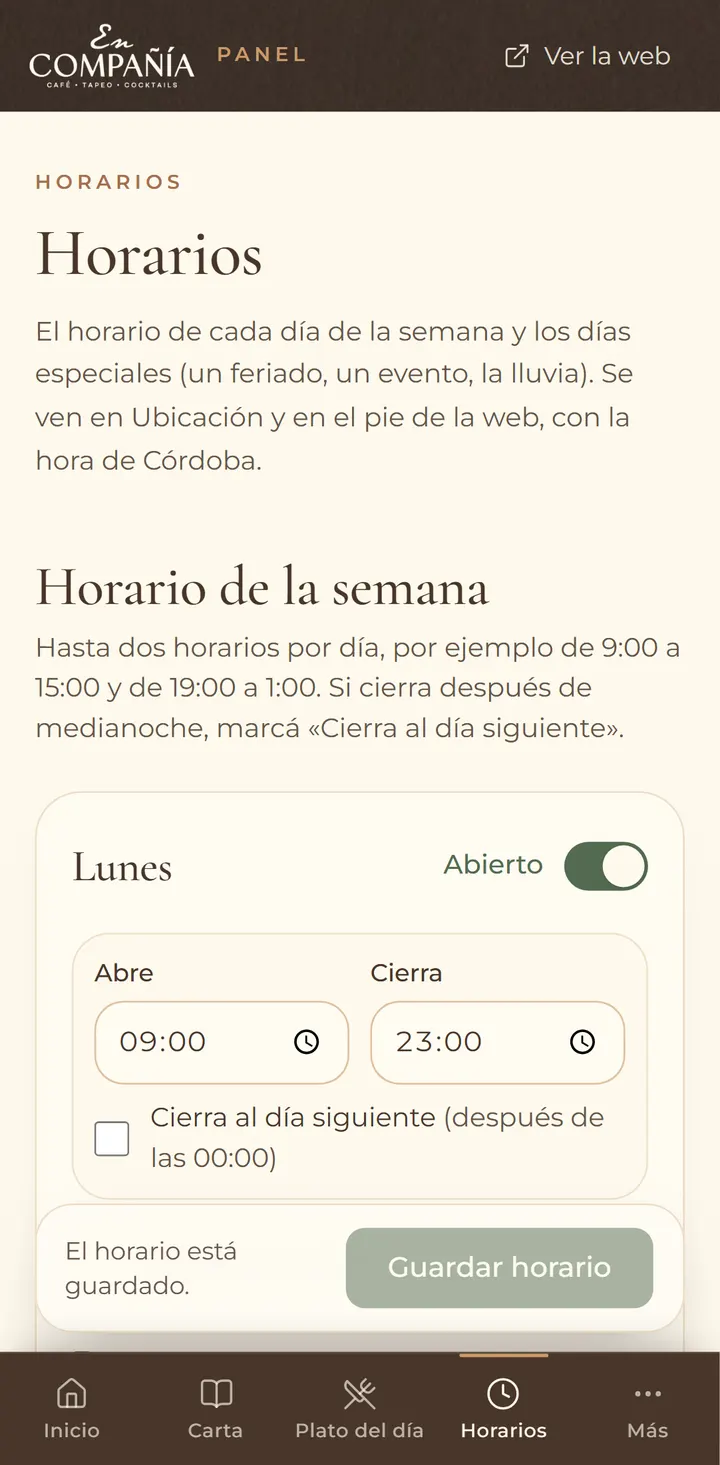 En
COMPAÑÍA
CAFÉ • TAPEO • COCKTAILS
PANEL
Ver la web
HORARIOS
Horarios
El horario de cada día de la semana y los días
especiales (un feriado, un evento, la lluvia). Se
ven en Ubicación y en el pie de la web, con la
hora de Córdoba.
Horario de la semana
Hasta dos horarios por día, por ejemplo de 9:00 a
15:00 y de 19:00 a 1:00. Si cierra después de
medianoche, marcá «Cierra al día siguiente».
Lunes
Abierto
Abre
Cierra
09:00
23:00
Cierra al día siguiente (después de
las 00:00)
El horario está
guardado.
Guardar horario
Inicio
Carta
Plato del día
Horarios
Más